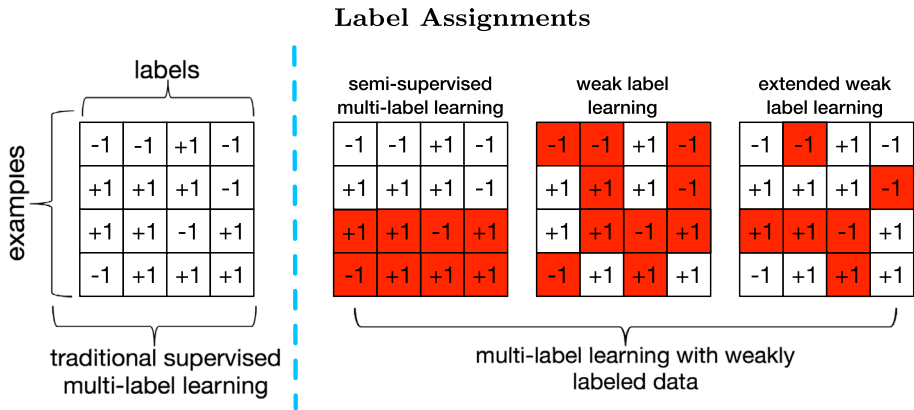 Label Assignments
labels
examples
-1 -1 +1 -1
+1 +1 +1 -1
+1 +1 -1 +1
-1 +1 +1 +1
traditional supervised
multi-label learning
semi-supervised
multi-label learning
-1 -1 +1 -1
+1 +1 +1 -1
+1 +1 -1 +1
-1 +1 +1 +1
weak label
learning
-1 -1 +1 -1
+1 +1 +1 -1
+1 +1 -1 +1
-1 +1 +1 +1
extended weak
label learning
-1 -1 +1 -1
+1 +1 +1 -1
+1 +1 -1 +1
-1 +1 +1 +1
multi-label learning with weakly
labeled data